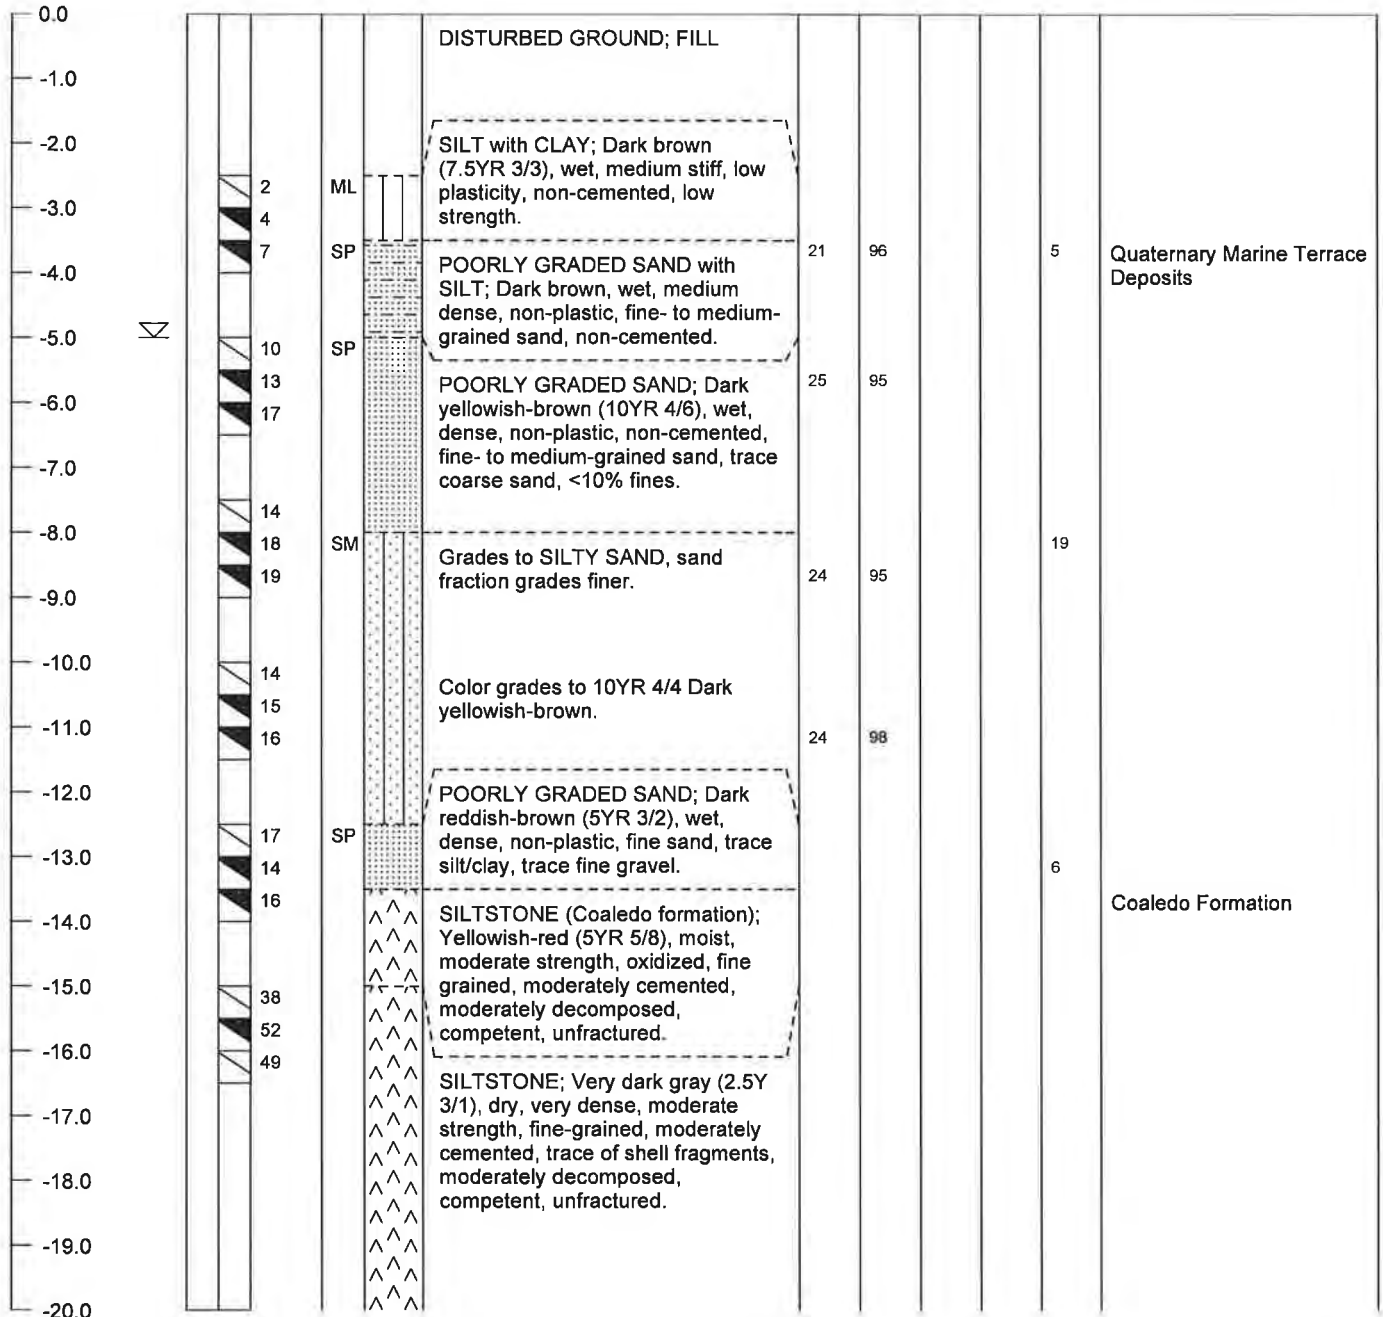 0.0
DISTURBED GROUND; FILL
-1.0
-2.0
SILT with CLAY; Dark brown
(7.5YR 3/3), wet, medium stiff, low
plasticity, non-cemented, low
strength.
2
ML
-3.0
4
7
SP
21
96
5
Quaternary Marine Terrace
Deposits
POORLY GRADED SAND with
SILT; Dark brown, wet, medium
dense, non-plastic, fine- to medium-
grained sand, non-cemented.
-4.0
-5.0
10
SP
13
25
95
POORLY GRADED SAND; Dark
yellowish-brown (10YR 4/6), wet,
dense, non-plastic, non-cemented,
fine- to medium-grained sand, trace
coarse sand, <10% fines.
-6.0
17
-7.0
14
-8.0
18
SM
19
Grades to SILTY SAND, sand
fraction grades finer.
19
24
95
-9.0
-10.0
14
Color grades to 10YR 4/4 Dark
yellowish-brown.
15
-11.0
16
24
98
-12.0
POORLY GRADED SAND; Dark
reddish-brown (5YR 3/2), wet,
dense, non-plastic, fine sand, trace
silt/clay, trace fine gravel.
17
SP
-13.0
14
6
16
Coaledo Formation
-14.0
SILTSTONE (Coaledo formation);
Yellowish-red (5YR 5/8), moist,
moderate strength, oxidized, fine
grained, moderately cemented,
moderately decomposed,
competent, unfractured.
-15.0
38
52
-16.0
49
SILTSTONE; Very dark gray (2.5Y
3/1), dry, very dense, moderate
strength, fine-grained, moderately
cemented, trace of shell fragments,
moderately decomposed,
competent, unfractured.
-17.0
-18.0
-19.0
-20.0